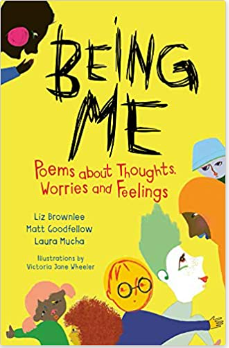 BEING
ME
Poems about Thoughts,
Worries and Feelings
Liz Brownlee
Matt Goodfellow
Laura Mucha
Illustrations by
Victoria Jane Wheeler